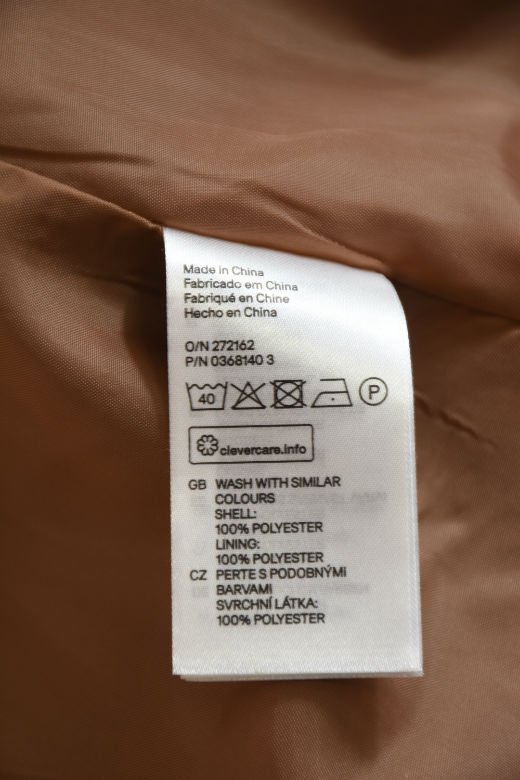 Made in China
Fabricado em China
Fabriqué en Chine
Hecho en China
O/N 272162
P/N 0368140 3
40 P
clevercare.info
GB WASH WITH SIMILAR
COLOURS
SHELL:
100% POLYESTER
LINING:
100% POLYESTER
CZ PERTE S PODOBNÝMI
BARVAMI
SVRCHNÍ LÁTKA:
100% POLYESTER